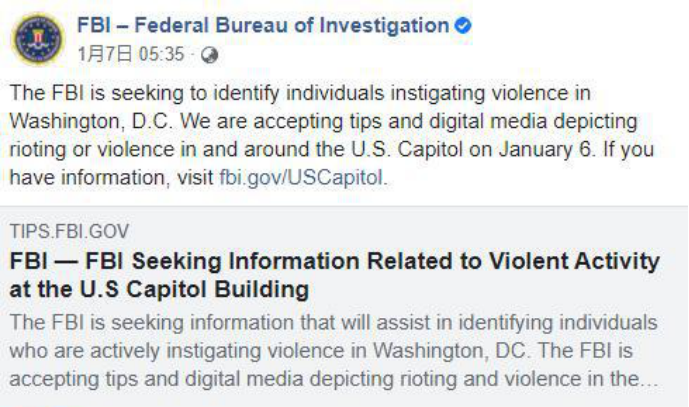 FBI – Federal Bureau of Investigation
1月7日 05:35 ·
The FBI is seeking to identify individuals instigating violence in
Washington, D.C. We are accepting tips and digital media depicting
rioting or violence in and around the U.S. Capitol on January 6. If you
have information, visit fbi.gov/USCapitol.
TIPS.FBI.GOV
FBI — FBI Seeking Information Related to Violent Activity
at the U.S Capitol Building
The FBI is seeking information that will assist in identifying individuals
who are actively instigating violence in Washington, DC. The FBI is
accepting tips and digital media depicting rioting and violence in the…